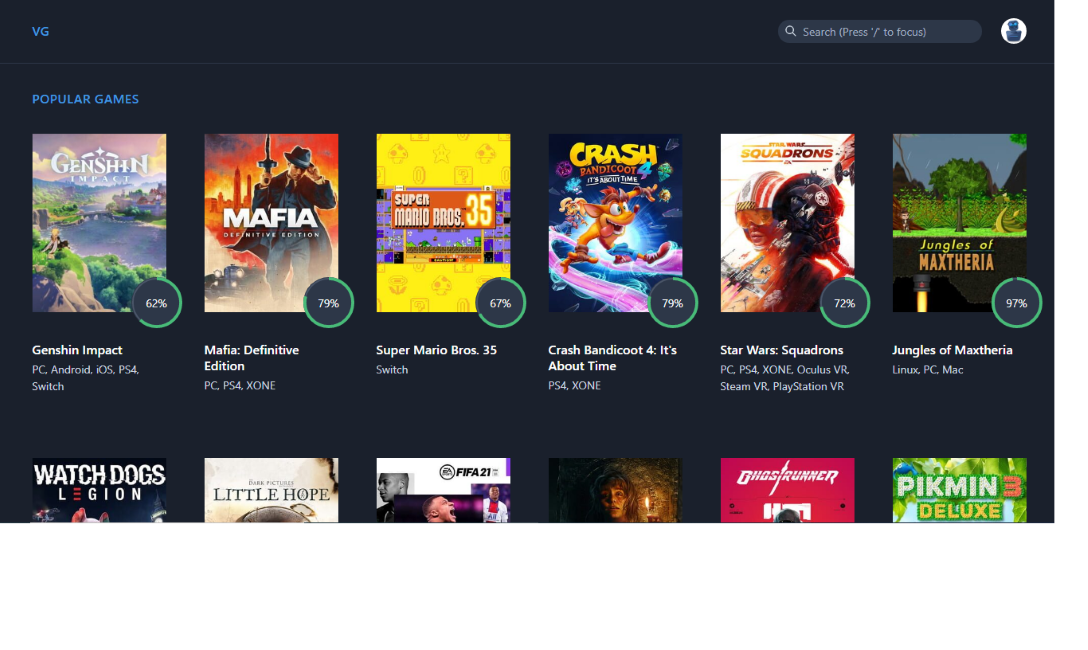 VG
Search (Press '/' to focus)
POPULAR GAMES
GENSHIN
IMPACT
MAFIA
DEFINITIVE EDITION
SUPER
MARIO BROS. 35
CRASH
BANDICOOT 4
IT'S ABOUT TIME
STAR WARS
SQUADRONS
Jungles of
MAXTHERIA
62%
79%
67%
79%
72%
97%
Genshin Impact
PC, Android, iOS, PS4,
Switch
Mafia: Definitive
Edition
PC, PS4, XONE
Super Mario Bros. 35
Switch
Crash Bandicoot 4: It's
About Time
PS4, XONE
Star Wars: Squadrons
PC, PS4, XONE, Oculus VR,
Steam VR, PlayStation VR
Jungles of Maxtheria
Linux, PC, Mac
WATCH DOGS
LEGION
DARK PICTURES
LITTLE HOPE
EA SPORTS FIFA 21
GHOSTRUNNER
PIKMIN 3
DELUXE